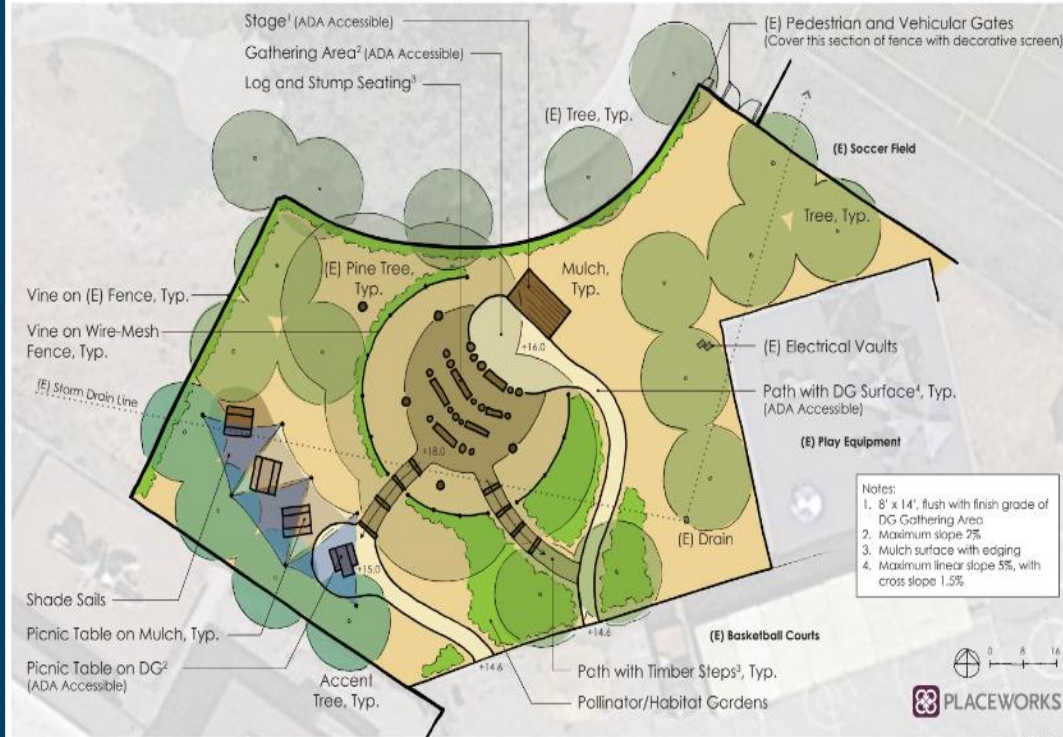 Stage¹ (ADA Accessible)
Gathering Area² (ADA Accessible)
Log and Stump Seating³
(E) Pedestrian and Vehicular Gates
(Cover this section of fence with decorative screen)
(E) Tree, Typ.
(E) Soccer Field
Tree, Typ.
(E) Pine Tree,
Typ.
Mulch,
Typ.
Vine on (E) Fence, Typ.
Vine on Wire-Mesh
Fence, Typ.
(E) Storm Drain Line
+16.0
(E) Electrical Vaults
Path with DG Surface⁴, Typ.
(ADA Accessible)
(E) Play Equipment
+18.0
Notes:
1. 8' x 14', flush with finish grade of
DG Gathering Area
2. Maximum slope 2%
3. Mulch surface with edging
4. Maximum linear slope 5%, with
cross slope 1.5%
(E) Drain
+15.0
Shade Sails
Picnic Table on Mulch, Typ.
Picnic Table on DG²
(ADA Accessible)
Accent
Tree, Typ.
+14.6
+14.6
(E) Basketball Courts
Path with Timber Steps³, Typ.
Pollinator/Habitat Gardens
0 8 16
PLACEWORKS